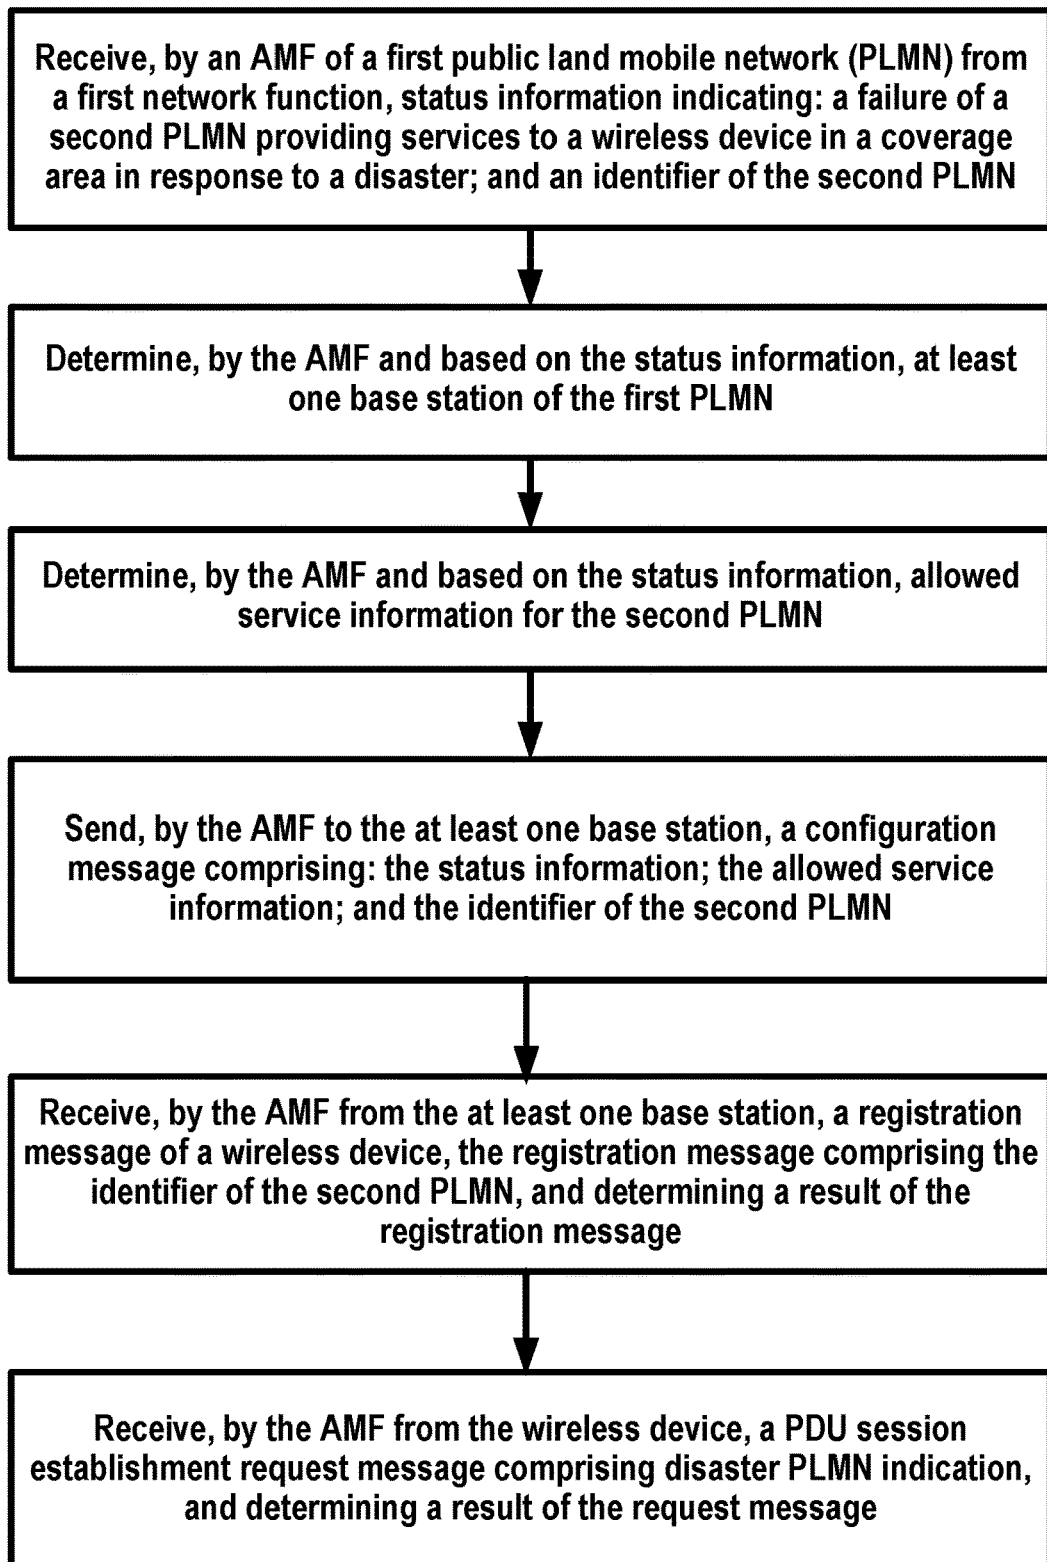 Receive, by an AMF of a first public land mobile network (PLMN) from
a first network function, status information indicating: a failure of a
second PLMN providing services to a wireless device in a coverage
area in response to a disaster; and an identifier of the second PLMN
Determine, by the AMF and based on the status information, at least
one base station of the first PLMN
Determine, by the AMF and based on the status information, allowed
service information for the second PLMN
Send, by the AMF to the at least one base station, a configuration
message comprising: the status information; the allowed service
information; and the identifier of the second PLMN
Receive, by the AMF from the at least one base station, a registration
message of a wireless device, the registration message comprising the
identifier of the second PLMN, and determining a result of the
registration message
Receive, by the AMF from the wireless device, a PDU session
establishment request message comprising disaster PLMN indication,
and determining a result of the request message